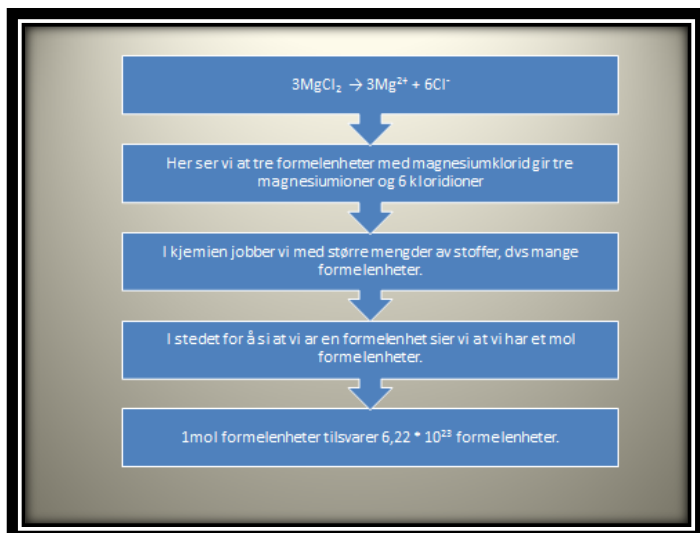 3MgCl₂ → 3Mg²⁺ + 6Cl⁻
Her ser vi at tre formelenheter med magnesiumklorid gir tre
magnesiumioner og 6 kloridioner
I kjemien jobber vi med større mengder av stoffer, dvs mange
formelenheter.
I stedet for å si at vi ar en formelenhet sier vi at vi har et mol
formelenheter.
1mol formelenheter tilsvarer 6,22 * 10²³ formelenheter.